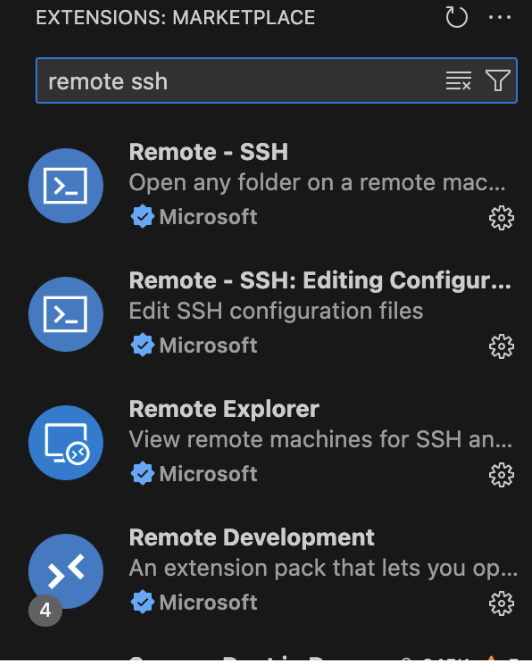 EXTENSIONS: MARKETPLACE
remote ssh
Remote - SSH
Open any folder on a remote mac...
Microsoft
Remote - SSH: Editing Configur...
Edit SSH configuration files
Microsoft
Remote Explorer
View remote machines for SSH an...
Microsoft
Remote Development
An extension pack that lets you op...
4
Microsoft